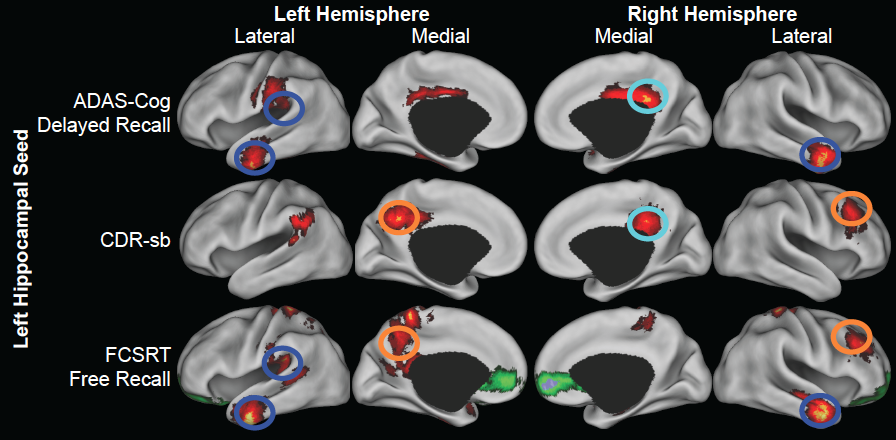 Left Hemisphere
Right Hemisphere
Lateral
Medial
Medial
Lateral
Left Hippocampal Seed
ADAS-Cog
Delayed Recall
CDR-sb
FCSRT
Free Recall